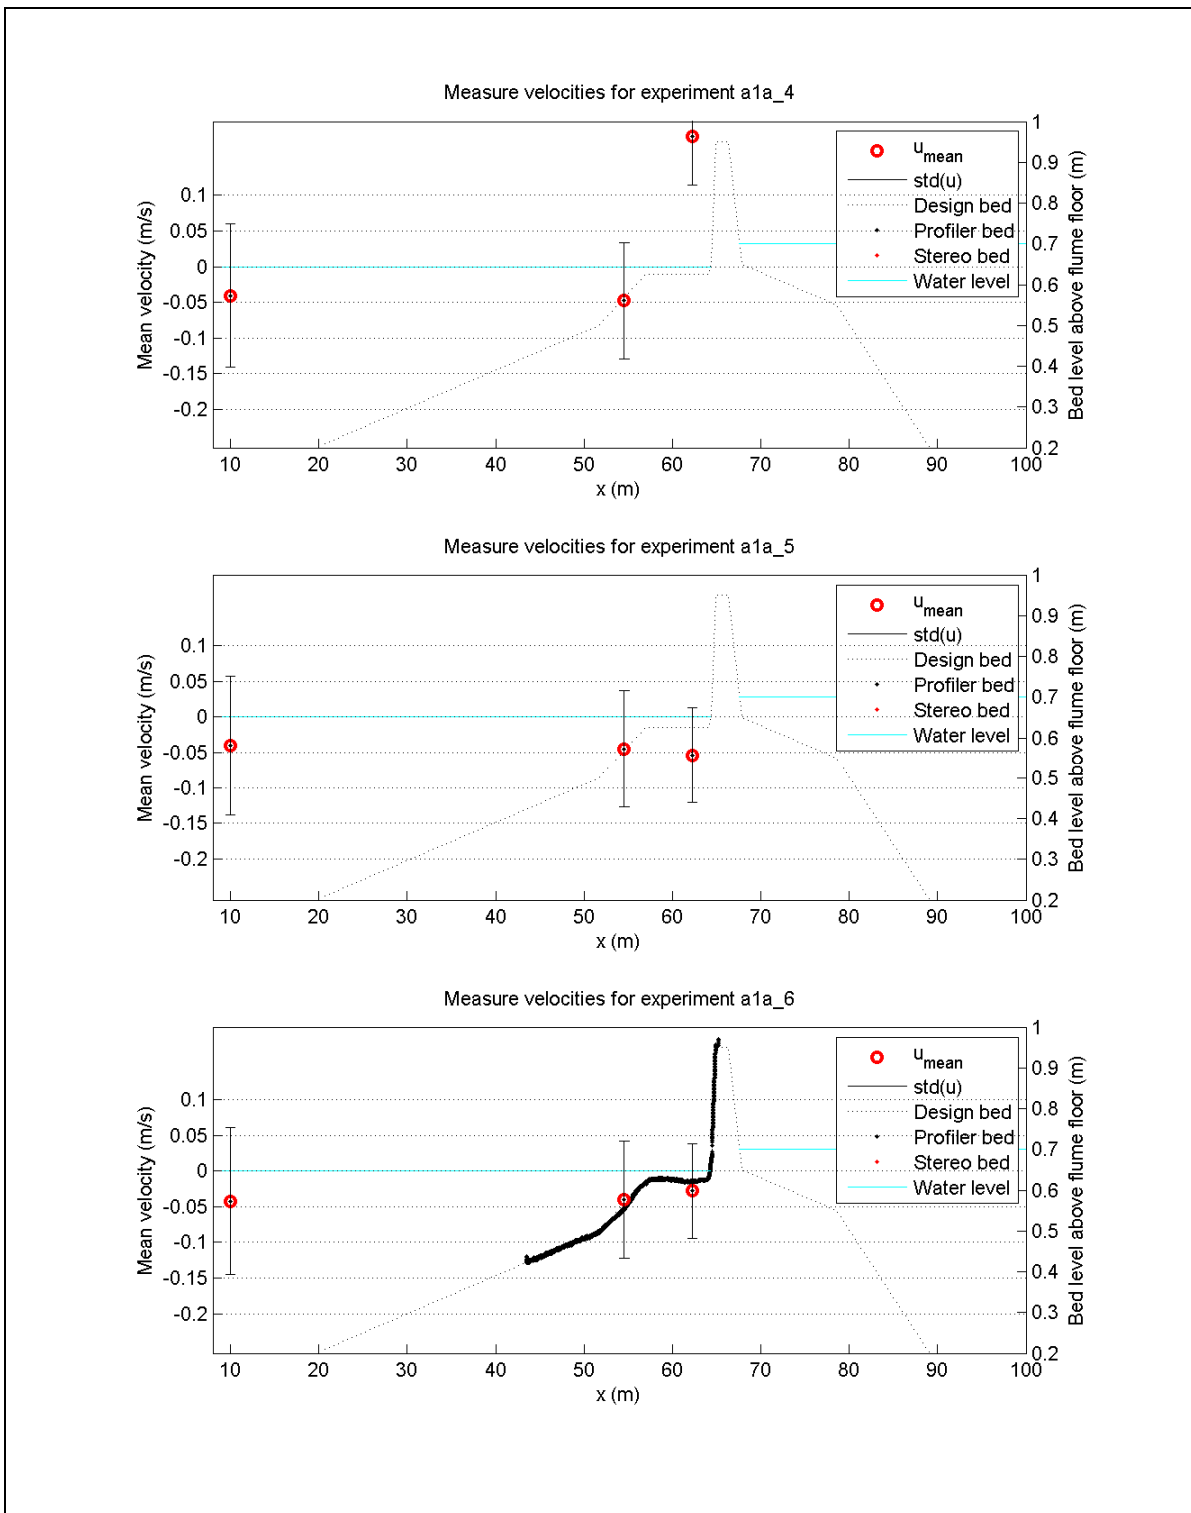 Measure velocities for experiment a1a_4
Mean velocity (m/s)
0.1
0.05
0
-0.05
-0.1
-0.15
-0.2
10 20 30 40 50 60 70 80 90 100
x (m)
1
0.9
0.8
0.7
0.6
0.5
0.4
0.3
0.2
Bed level above flume floor (m)
u_mean
std(u)
Design bed
Profiler bed
Stereo bed
Water level
Measure velocities for experiment a1a_5
Mean velocity (m/s)
0.1
0.05
0
-0.05
-0.1
-0.15
-0.2
10 20 30 40 50 60 70 80 90 100
x (m)
1
0.9
0.8
0.7
0.6
0.5
0.4
0.3
0.2
Bed level above flume floor (m)
u_mean
std(u)
Design bed
Profiler bed
Stereo bed
Water level
Measure velocities for experiment a1a_6
Mean velocity (m/s)
0.1
0.05
0
-0.05
-0.1
-0.15
-0.2
10 20 30 40 50 60 70 80 90 100
x (m)
1
0.9
0.8
0.7
0.6
0.5
0.4
0.3
0.2
Bed level above flume floor (m)
u_mean
std(u)
Design bed
Profiler bed
Stereo bed
Water level